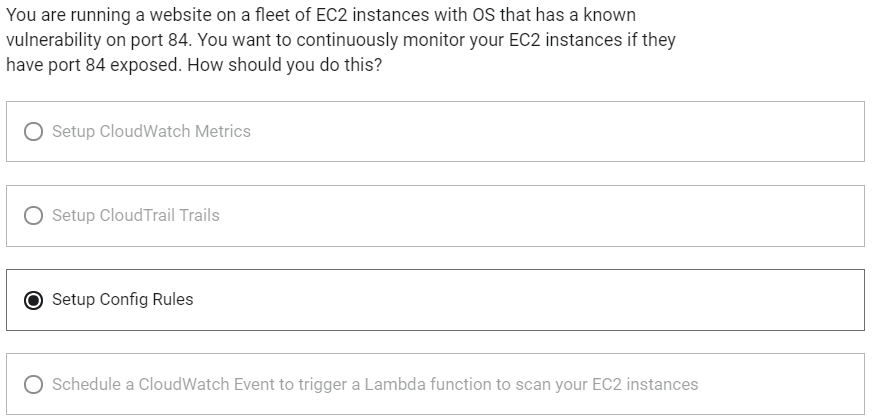 You are running a website on a fleet of EC2 instances with OS that has a known
vulnerability on port 84. You want to continuously monitor your EC2 instances if they
have port 84 exposed. How should you do this?
Setup CloudWatch Metrics
Setup CloudTrail Trails
Setup Config Rules
Schedule a CloudWatch Event to trigger a Lambda function to scan your EC2 instances